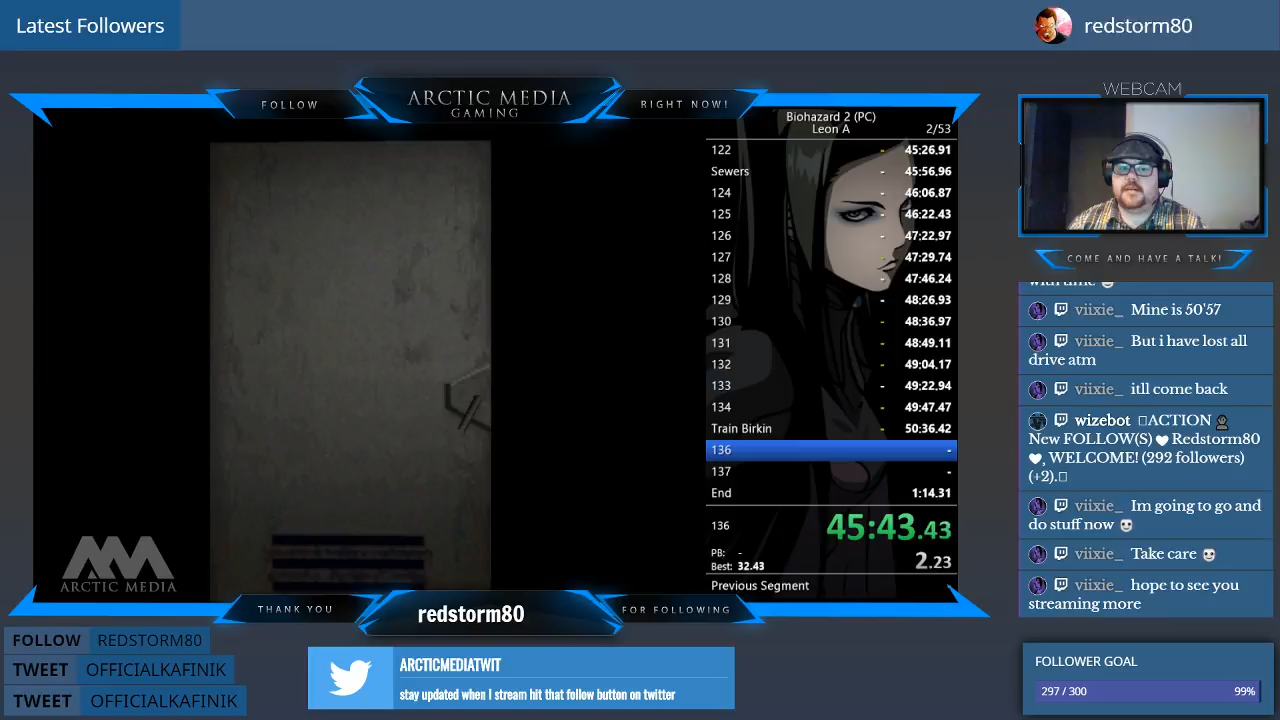 Latest Followers
redstorm80
FOLLOW
ARCTIC MEDIA
GAMING
RIGHT NOW!
WEBCAM
Biohazard 2 (PC)
Leon A 2/53
122 - 45:26.91
Sewers - 45:56,96
124 - 46:06.87
125 - 46:22.43
126 - 47:22,97
127 - 47:29.74
128 - 47:46.24
129 - 48:26.93
130 - 48:36,97
131 - 48:49.11
132 - 49:04.17
133 - 49:22,94
134 - 49:47.47
Train Birkin - 50:36.42
136 -
137 -
End 1:14.31
136 45:43.43
PB: -
Best: 32.43 2.23
Previous Segment
ARCTIC MEDIA
THANK YOU
redstorm80
FOR FOLLOWING
COME AND HAVE A TALK!
viixie_ Mine is 50'57
viixie_ But i have lost all
drive atm
viixie_ itll come back
wizebot ACTION
New FOLLOW(S) Redstorm80
, WELCOME! (292 followers)
(+2).
viixie_ Im going to go and
do stuff now
viixie_ Take care
viixie_ hope to see you
streaming more
FOLLOW REDSTORM80
TWEET OFFICIALKAFINIK
TWEET OFFICIALKAFINIK
ARCTICMEDIATWIT
stay updated when I stream hit that follow button on twitter
FOLLOWER GOAL
297 / 300 99%